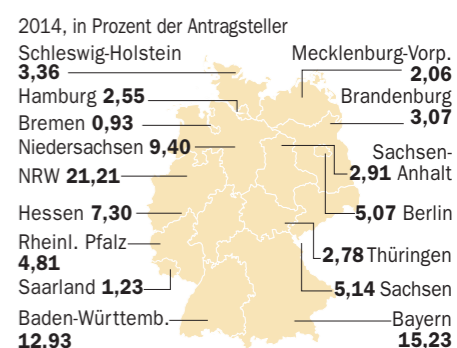 2014, in Prozent der Antragsteller
Schleswig-Holstein
3,36
Hamburg 2,55
Bremen 0,93
Niedersachsen 9,40
NRW 21,21
Hessen 7,30
Rheinl. Pfalz
4,81
Saarland 1,23
Baden-Württemb.
12,93
Mecklenburg-Vorp.
2,06
Brandenburg
3,07
Sachsen-
2,91 Anhalt
5,07 Berlin
2,78 Thüringen
5,14 Sachsen
Bayern
15,23